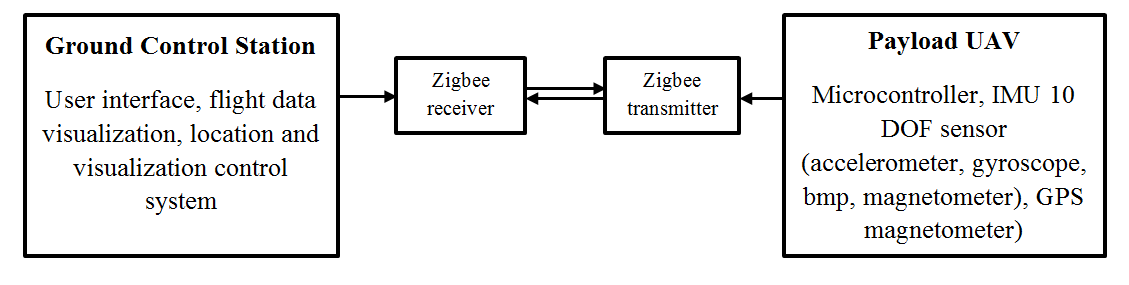 Ground Control Station
User interface, flight data
visualization, location and
visualization control
system
Zigbee
receiver
Zigbee
transmitter
Payload UAV
Microcontroller, IMU 10
DOF sensor
(accelerometer, gyroscope,
bmp, magnetometer), GPS
magnetometer)